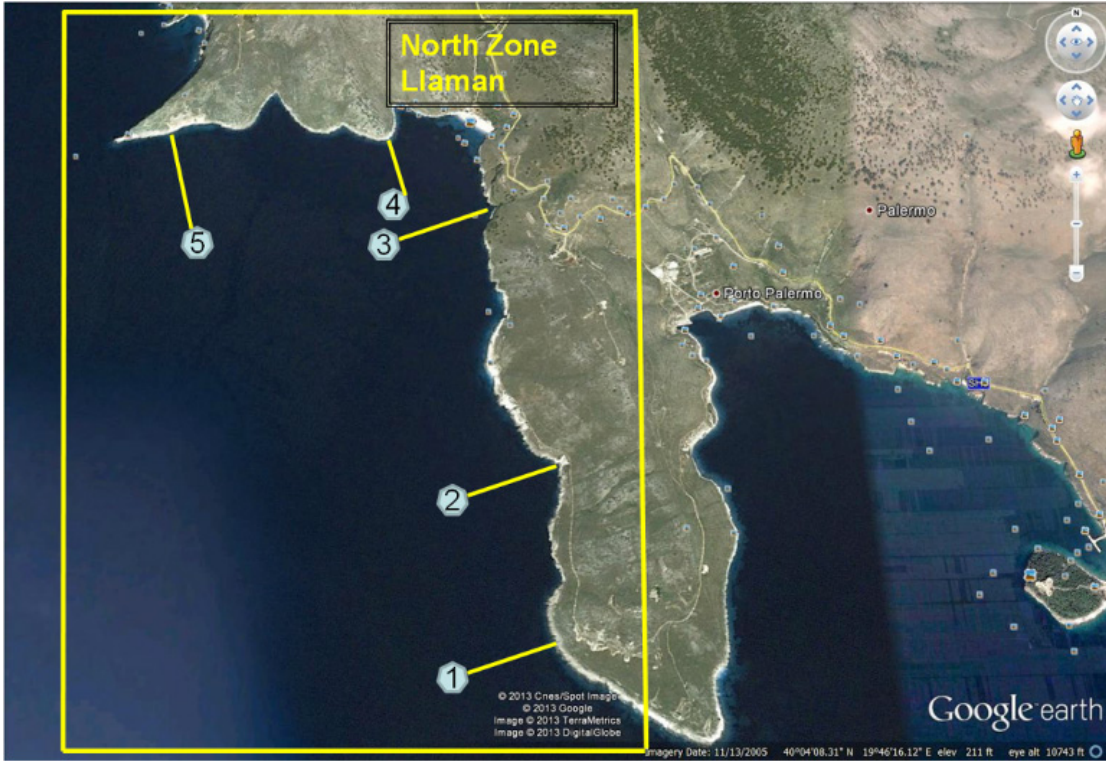 North Zone
Llaman
N
5
4
3
Palermo
Porto Palermo
SH8
2
1
© 2013 Cnes/Spot Image
© 2013 Google
Image © 2013 TerraMetrics
Image © 2013 DigitalGlobe
Google earth
Imagery Date: 11/13/2005 40°04'08.31" N 19°46'16.12" E elev 211 ft eye alt 10743 ft